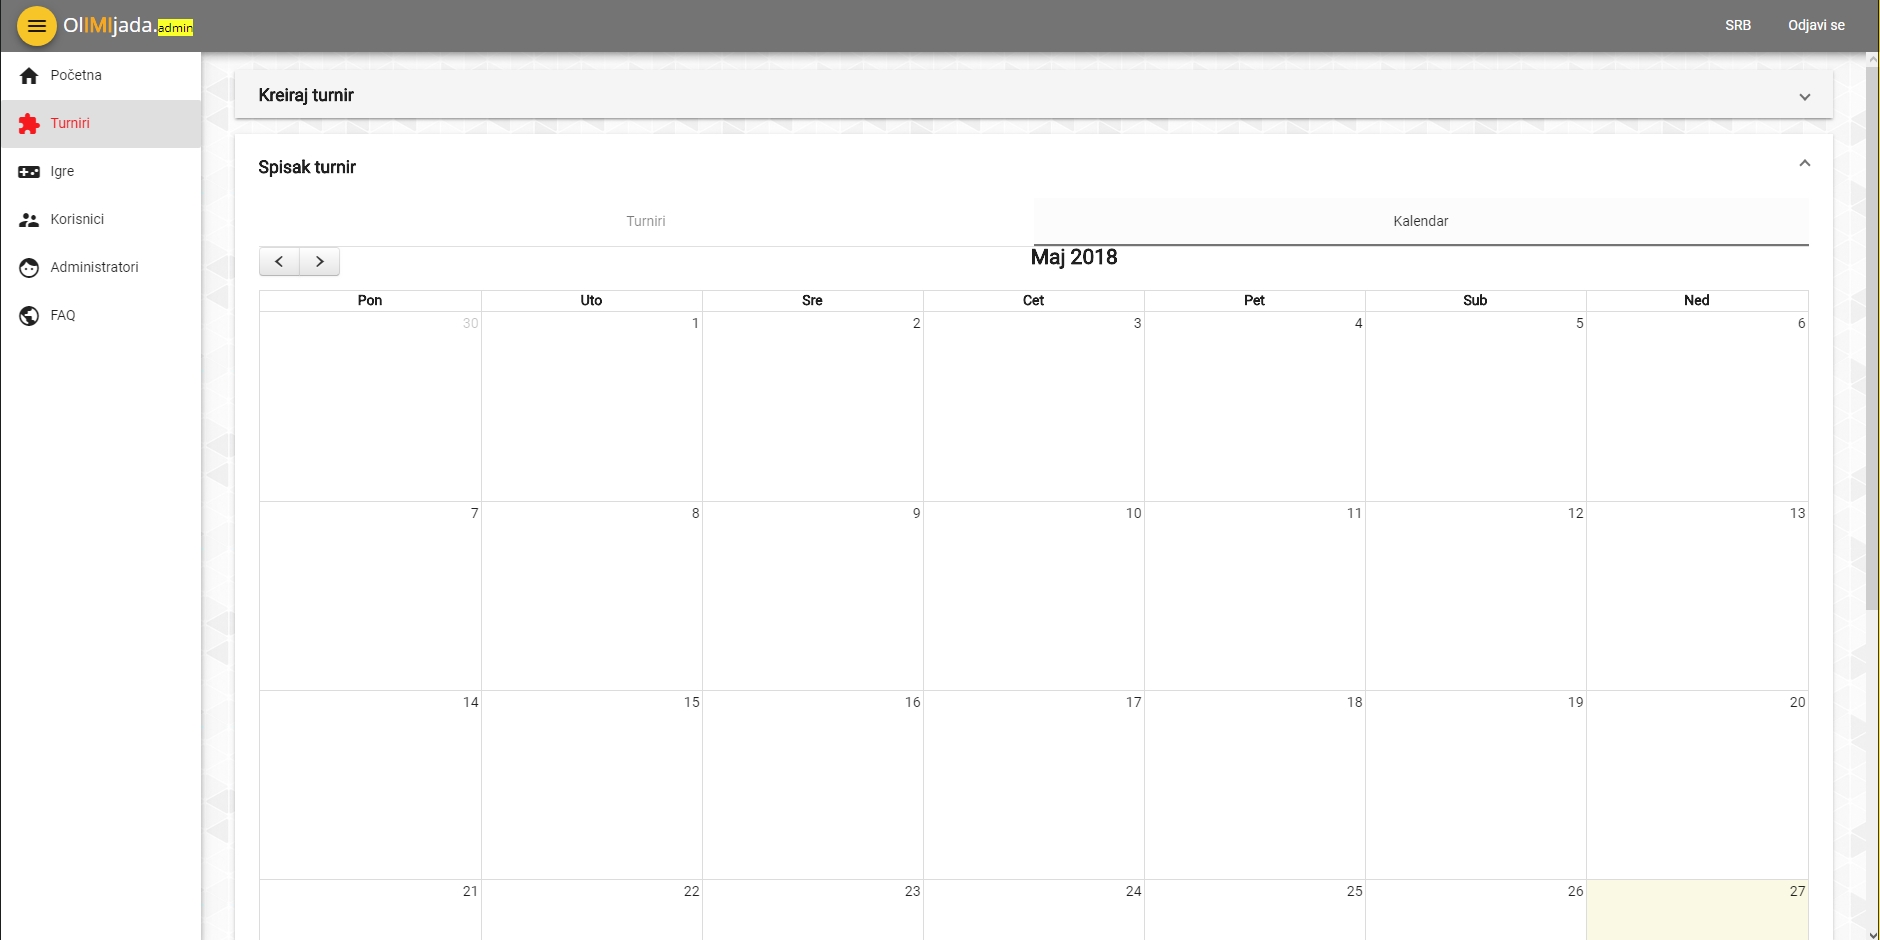 OlIMIjada.admin
SRB Odjavi se
Početna
Turniri
Igre
Korisnici
Administratori
FAQ
Kreiraj turnir
Spisak turnir
Turniri Kalendar
Maj 2018
Pon Uto Sre Cet Pet Sub Ned
30 1 2 3 4 5 6
7 8 9 10 11 12 13
14 15 16 17 18 19 20
21 22 23 24 25 26 27